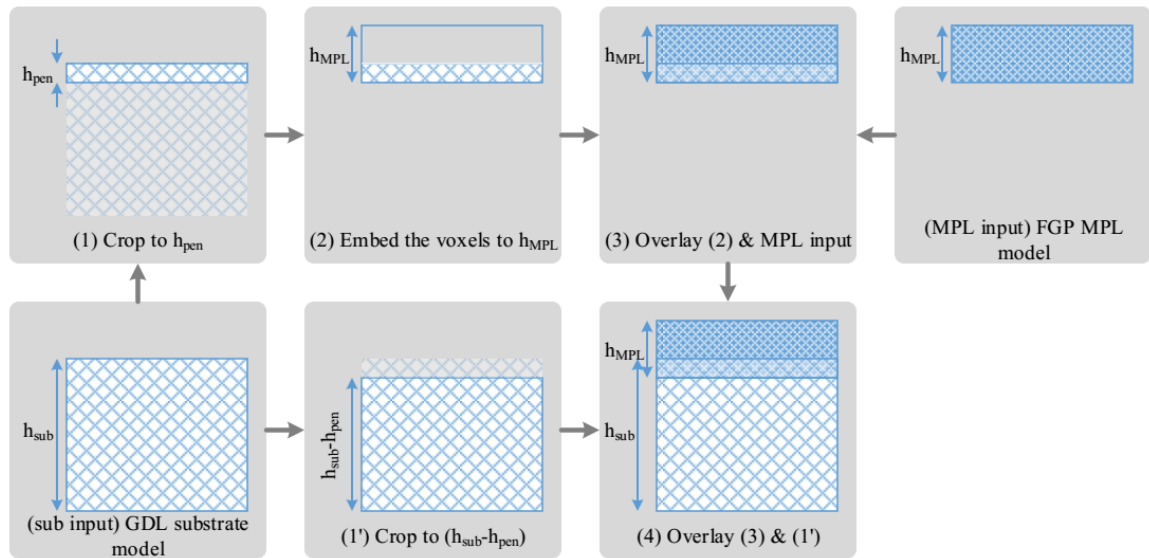 h_pen
(1) Crop to h_pen
h_MPL
(2) Embed the voxels to h_MPL
h_MPL
(3) Overlay (2) & MPL input
h_MPL
(MPL input) FGP MPL
model
h_sub
(sub input) GDL substrate
model
h_sub-h_pen
(1') Crop to (h_sub-h_pen)
h_MPL
h_sub
(4) Overlay (3) & (1')